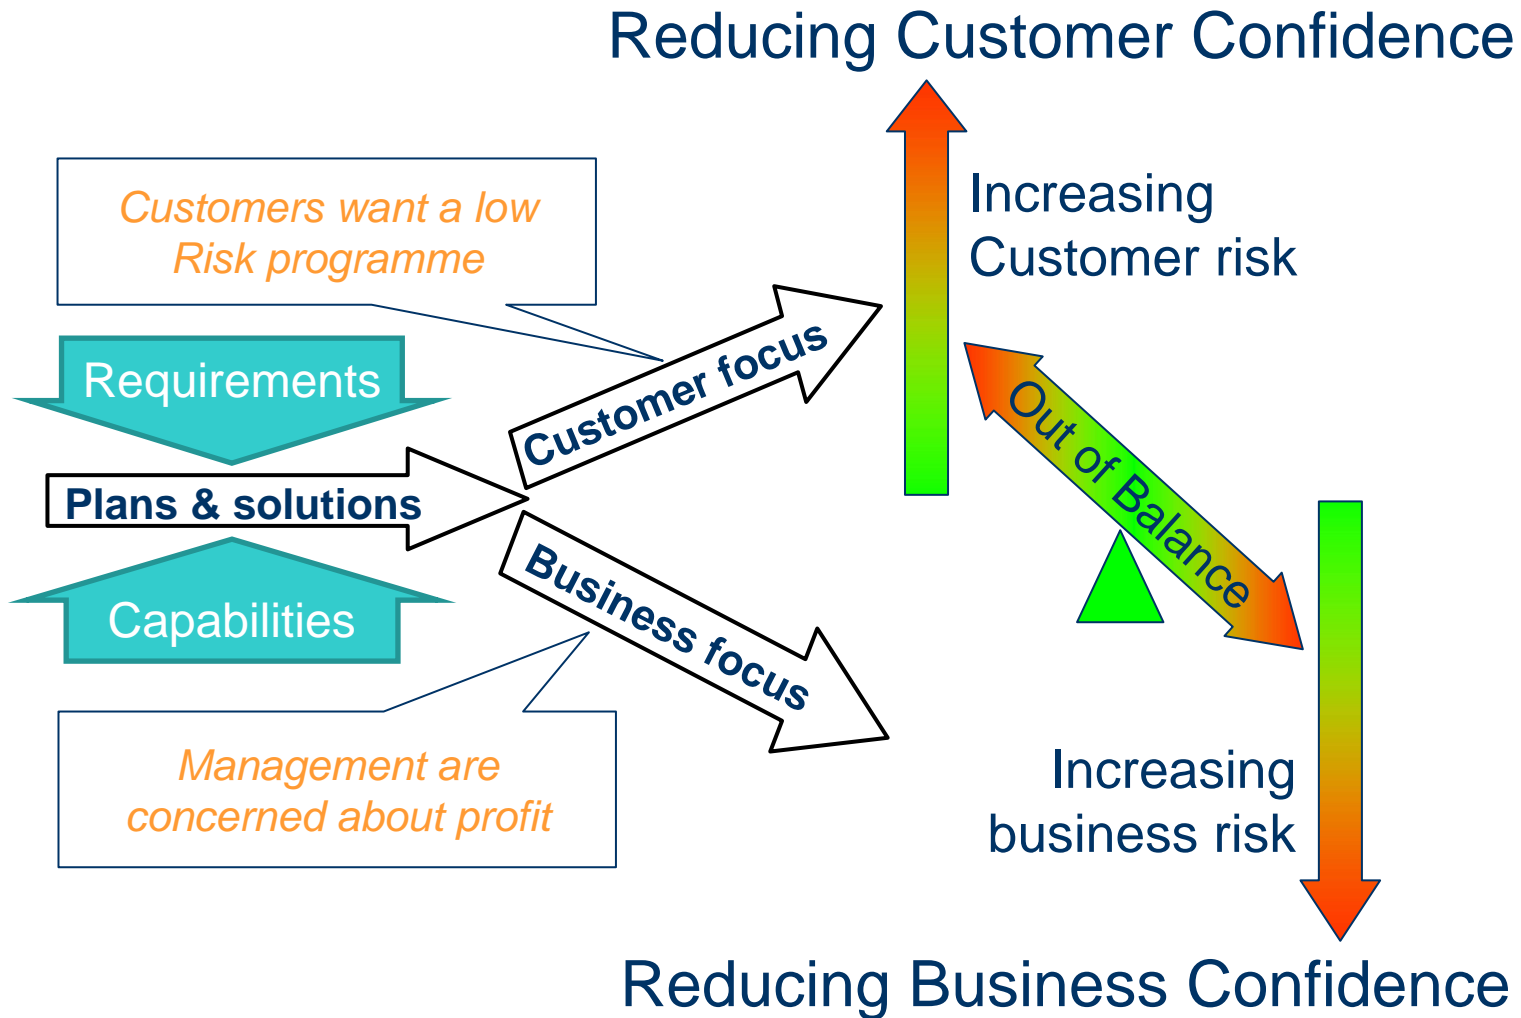 Reducing Customer Confidence
Customers want a low
Risk programme
Increasing
Customer risk
Requirements
Customer focus
Plans & solutions
Out of Balance
Capabilities
Business focus
Management are
concerned about profit
Increasing
business risk
Reducing Business Confidence